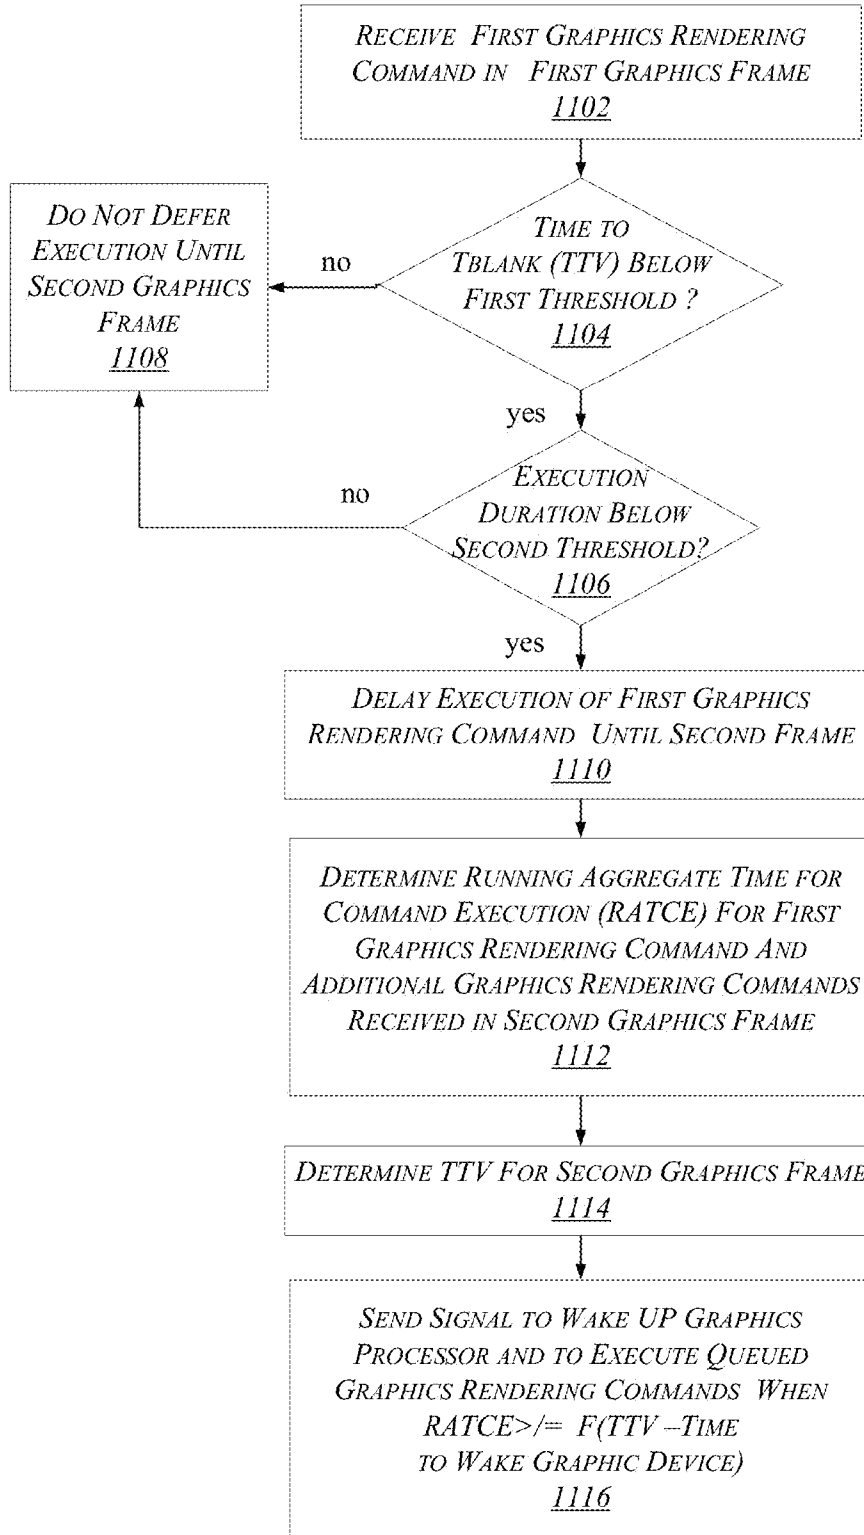 RECEIVE FIRST GRAPHICS RENDERING
COMMAND IN FIRST GRAPHICS FRAME
1102
TIME TO
TBLANK (TTV) BELOW
FIRST THRESHOLD ?
1104
no
DO NOT DEFER
EXECUTION UNTIL
SECOND GRAPHICS
FRAME
1108
yes
EXECUTION
DURATION BELOW
SECOND THRESHOLD?
1106
no
yes
DELAY EXECUTION OF FIRST GRAPHICS
RENDERING COMMAND UNTIL SECOND FRAME
1110
DETERMINE RUNNING AGGREGATE TIME FOR
COMMAND EXECUTION (RATCE) FOR FIRST
GRAPHICS RENDERING COMMAND AND
ADDITIONAL GRAPHICS RENDERING COMMANDS
RECEIVED IN SECOND GRAPHICS FRAME
1112
DETERMINE TTV FOR SECOND GRAPHICS FRAME
1114
SEND SIGNAL TO WAKE UP GRAPHICS
PROCESSOR AND TO EXECUTE QUEUED
GRAPHICS RENDERING COMMANDS WHEN
RATCE>/= F(TTV –TIME
TO WAKE GRAPHIC DEVICE)
1116